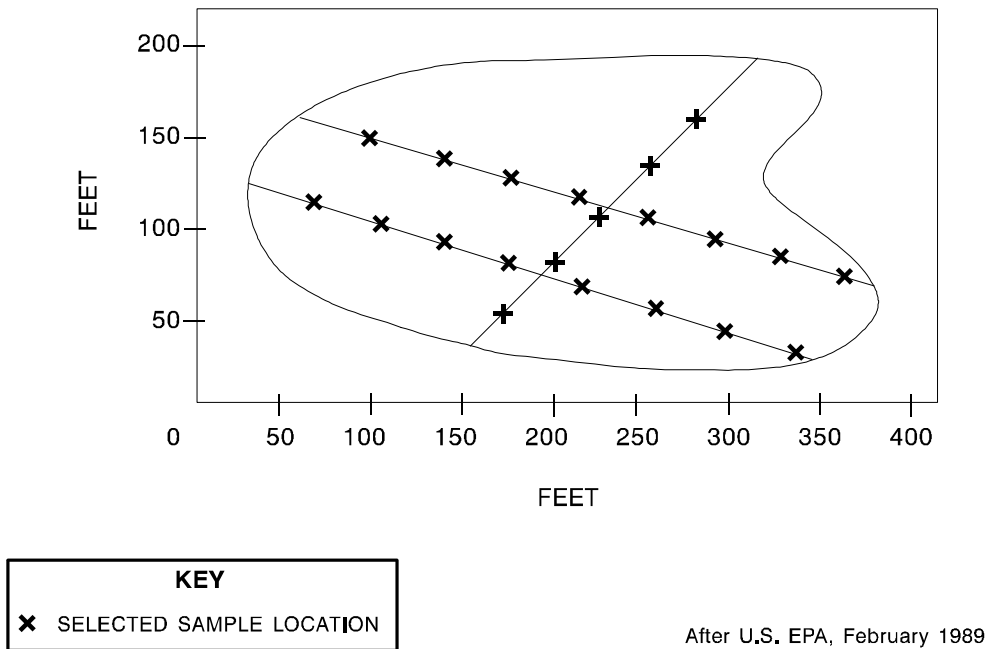 200
150
100
50
FEET
0 50 100 150 200 250 300 350 400
FEET
KEY
SELECTED SAMPLE LOCATION
After U.S. EPA, February 1989